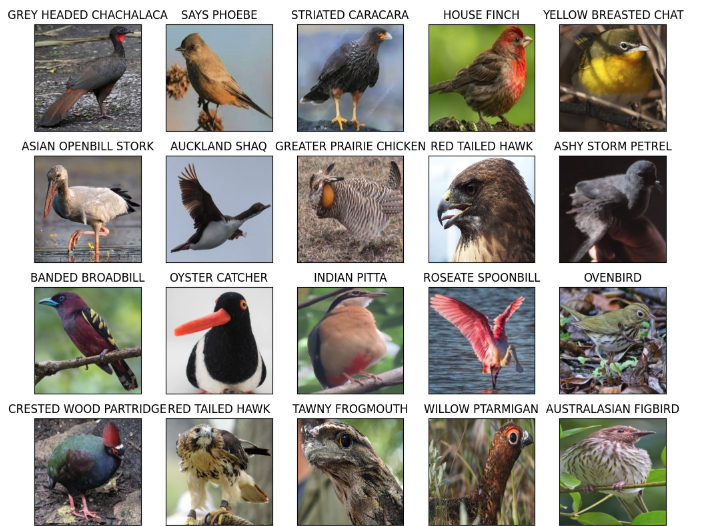 GREY HEADED CHACHALACA
SAYS PHOEBE
STRIATED CARACARA
HOUSE FINCH
YELLOW BREASTED CHAT
ASIAN OPENBILL STORK
AUCKLAND SHAQ
GREATER PRAIRIE CHICKEN
RED TAILED HAWK
ASHY STORM PETREL
BANDED BROADBILL
OYSTER CATCHER
INDIAN PITTA
ROSEATE SPOONBILL
OVENBIRD
CRESTED WOOD PARTRIDGE
RED TAILED HAWK
TAWNY FROGMOUTH
WILLOW PTARMIGAN
AUSTRALASIAN FIGBIRD